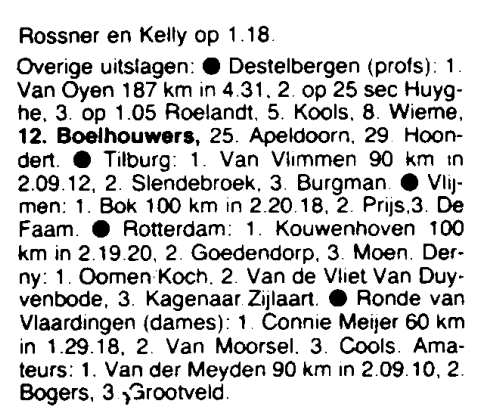 Rossner en Kelly op 1.18.
Overige uitslagen: ● Destelbergen (profs): 1.
Van Oyen 187 km in 4.31, 2. op 25 sec Huyg-
he, 3. op 1.05 Roelandt, 5. Kools, 8. Wieme,
12. Boelhouwers, 25. Apeldoorn, 29. Hoon-
dert. ● Tilburg: 1. Van Vlimmen 90 km in
2.09.12, 2. Slendebroek, 3. Burgman. ● Vlij-
men: 1. Bok 100 km in 2.20.18, 2. Prijs,3. De
Faam. ● Rotterdam: 1. Kouwenhoven 100
km in 2.19.20, 2. Goedendorp, 3. Moen. Der-
ny: 1. Oomen Koch, 2. Van de Vliet Van Duy-
venbode, 3. Kagenaar Zijlaart. ● Ronde van
Vlaardingen (dames): 1. Connie Meijer 60 km
in 1.29.18, 2. Van Moorsel, 3. Cools. Ama-
teurs: 1. Van der Meyden 90 km in 2.09.10, 2.
Bogers, 3. Grootveld.